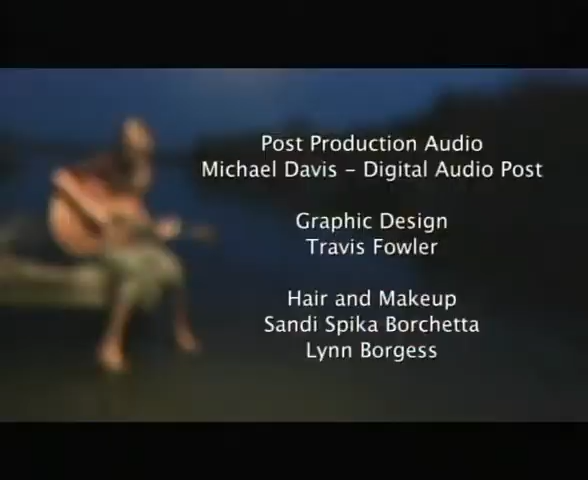 Post Production Audio
Michael Davis - Digital Audio Post
Graphic Design
Travis Fowler
Hair and Makeup
Sandi Spika Borchetta
Lynn Borgess